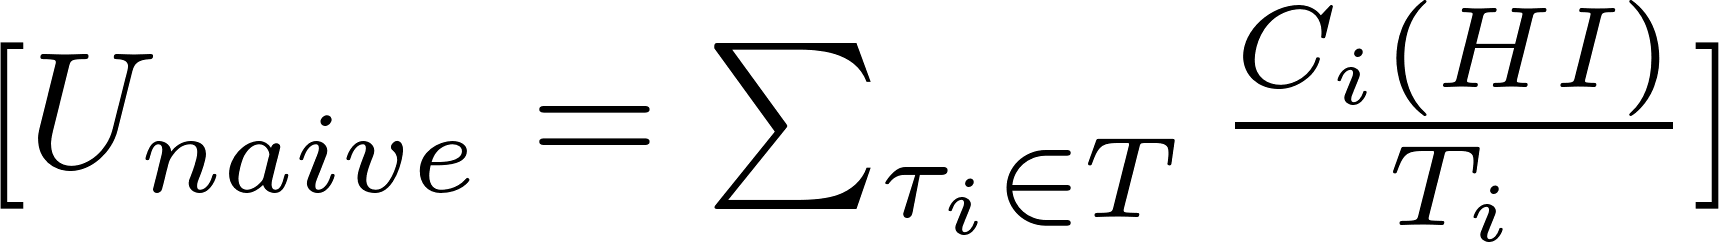 [U_{naive} = \sum_{\tau_i \in T} \frac{C_i(HI)}{T_i}]